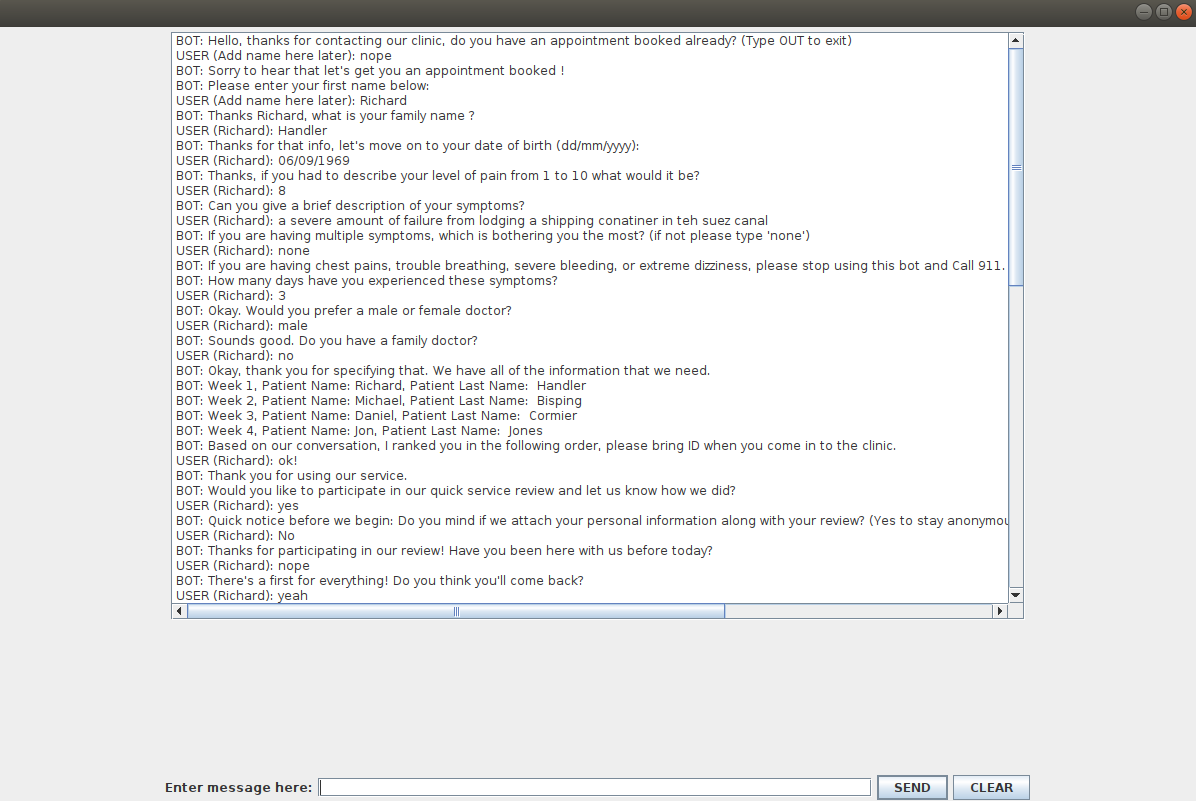 BOT: Hello, thanks for contacting our clinic, do you have an appointment booked already? (Type OUT to exit)
USER (Add name here later): nope
BOT: Sorry to hear that let's get you an appointment booked !
BOT: Please enter your first name below:
USER (Add name here later): Richard
BOT: Thanks Richard, what is your family name ?
USER (Richard): Handler
BOT: Thanks for that info, let's move on to your date of birth (dd/mm/yyyy):
USER (Richard): 06/09/1969
BOT: Thanks, if you had to describe your level of pain from 1 to 10 what would it be?
USER (Richard): 8
BOT: Can you give a brief description of your symptoms?
USER (Richard): a severe amount of failure from lodging a shipping conatiner in teh suez canal
BOT: If you are having multiple symptoms, which is bothering you the most? (if not please type 'none')
USER (Richard): none
BOT: If you are having chest pains, trouble breathing, severe bleeding, or extreme dizziness, please stop using this bot and Call 911.
BOT: How many days have you experienced these symptoms?
USER (Richard): 3
BOT: Okay. Would you prefer a male or female doctor?
USER (Richard): male
BOT: Sounds good. Do you have a family doctor?
USER (Richard): no
BOT: Okay, thank you for specifying that. We have all of the information that we need.
BOT: Week 1, Patient Name: Richard, Patient Last Name:  Handler
BOT: Week 2, Patient Name: Michael, Patient Last Name:  Bisping
BOT: Week 3, Patient Name: Daniel, Patient Last Name:  Cormier
BOT: Week 4, Patient Name: Jon, Patient Last Name:  Jones
BOT: Based on our conversation, I ranked you in the following order, please bring ID when you come in to the clinic.
USER (Richard): ok!
BOT: Thank you for using our service.
BOT: Would you like to participate in our quick service review and let us know how we did?
USER (Richard): yes
BOT: Quick notice before we begin: Do you mind if we attach your personal information along with your review? (Yes to stay anonymou
USER (Richard): No
BOT: Thanks for participating in our review! Have you been here with us before today?
USER (Richard): nope
BOT: There's a first for everything! Do you think you'll come back?
USER (Richard): yeah
Enter message here: SEND CLEAR